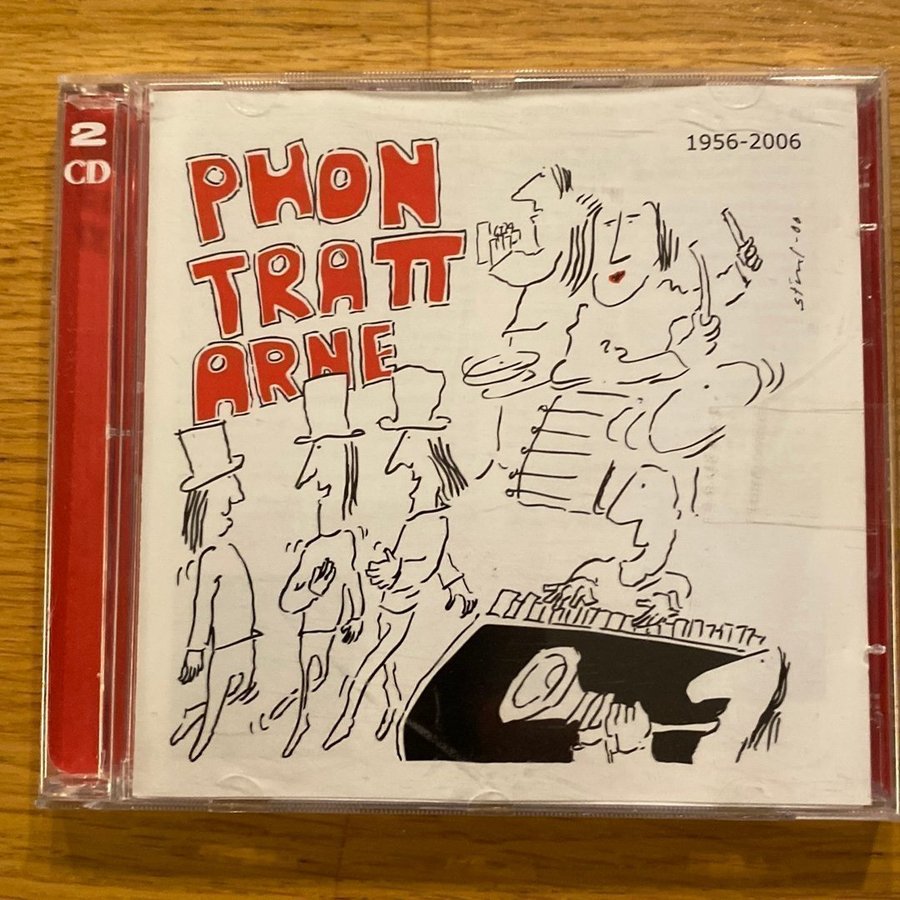 2
CD
1956-2006
PHON
TRATT
ARNE